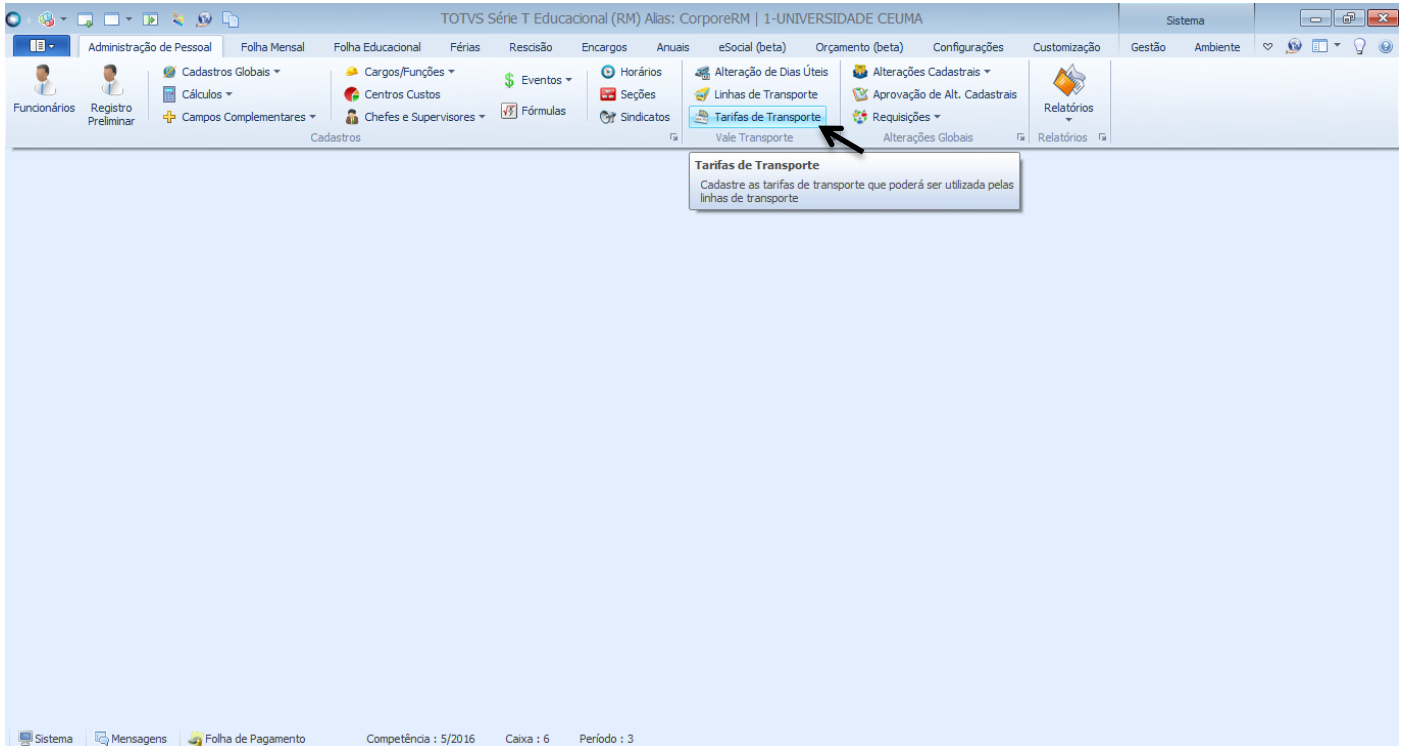 TOTVS Série T Educacional (RM) Alias: CorporeRM | 1-UNIVERSIDADE CEUMA
Sistema
Administração de Pessoal Folha Mensal Folha Educacional Férias Rescisão Encargos Anuais eSocial (beta) Orçamento (beta) Configurações Customização Gestão Ambiente
Funcionários
Registro
Preliminar
Cadastros Globais
Cálculos
Campos Complementares
Cargos/Funções
Centros Custos
Chefes e Supervisores
$ Eventos
√x Fórmulas
Horários
Seções
Sindicatos
Cadastros
Alteração de Dias Úteis
Linhas de Transporte
Tarifas de Transporte
Vale Transporte
Alterações Cadastrais
Aprovação de Alt. Cadastrais
Requisições
Alterações Globais
Relatórios
Relatórios
Tarifas de Transporte
Cadastre as tarifas de transporte que poderá ser utilizada pelas
linhas de transporte
Sistema Mensagens Folha de Pagamento Competência : 5/2016 Caixa : 6 Período : 3